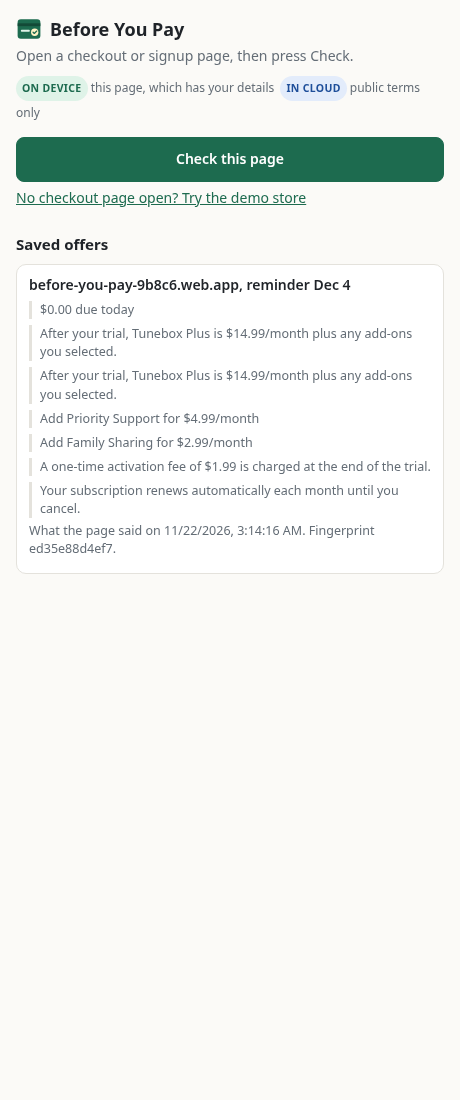 Before You Pay
Open a checkout or signup page, then press Check.
ON DEVICE this page, which has your details IN CLOUD public terms
only
Check this page
No checkout page open? Try the demo store
Saved offers
before-you-pay-9b8c6.web.app, reminder Dec 4
$0.00 due today
After your trial, Tunebox Plus is $14.99/month plus any add-ons
you selected.
After your trial, Tunebox Plus is $14.99/month plus any add-ons
you selected.
Add Priority Support for $4.99/month
Add Family Sharing for $2.99/month
A one-time activation fee of $1.99 is charged at the end of the trial.
Your subscription renews automatically each month until you
cancel.
What the page said on 11/22/2026, 3:14:16 AM. Fingerprint
ed35e88d4ef7.